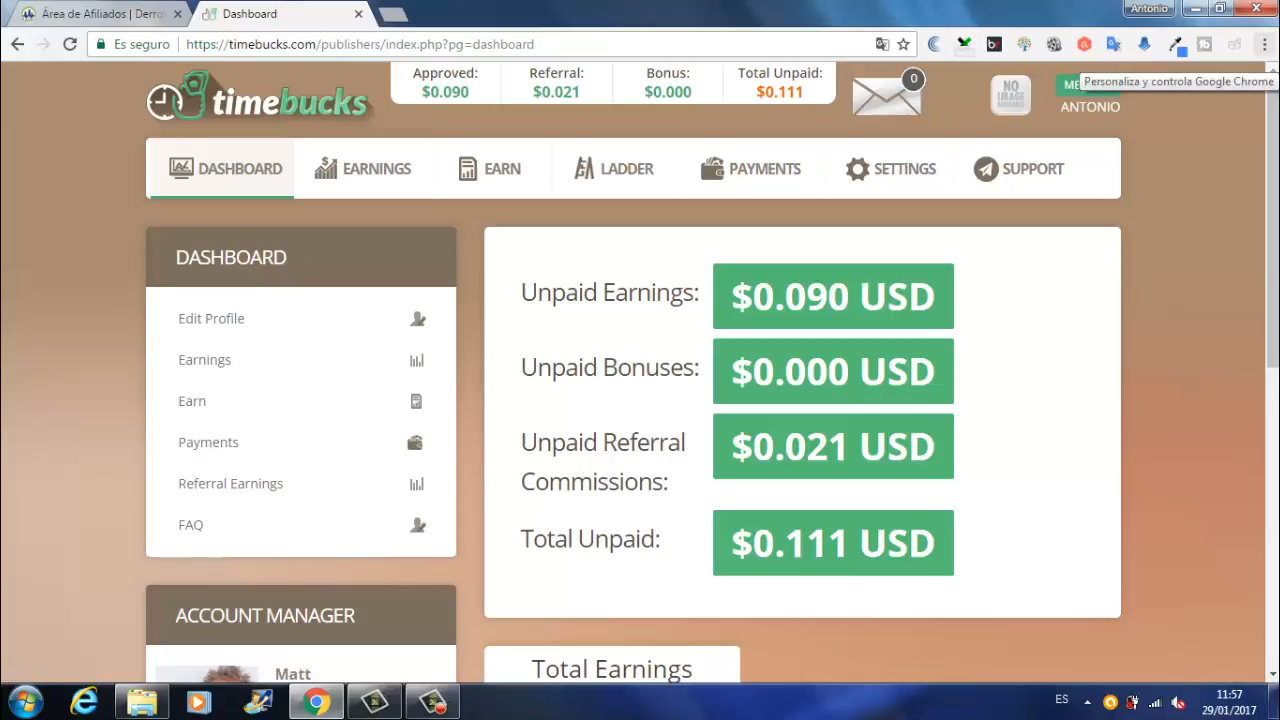 Área de Afiliados | Derro
Dashboard
Antonio
Es seguro
https://timebucks.com/publishers/index.php?pg=dashboard
Personaliza y controla Google Chrome
timebucks
Approved:
$0.090
Referral:
$0.021
Bonus:
$0.000
Total Unpaid:
$0.111
0
NO IMAGE
ANTONIO
DASHBOARD
EARNINGS
EARN
LADDER
PAYMENTS
SETTINGS
SUPPORT
DASHBOARD
Edit Profile
Earnings
Earn
Payments
Referral Earnings
FAQ
Unpaid Earnings:
$0.090 USD
Unpaid Bonuses:
$0.000 USD
Unpaid Referral
Commissions:
$0.021 USD
Total Unpaid:
$0.111 USD
ACCOUNT MANAGER
Matt
Total Earnings
ES
11:57
29/01/2017